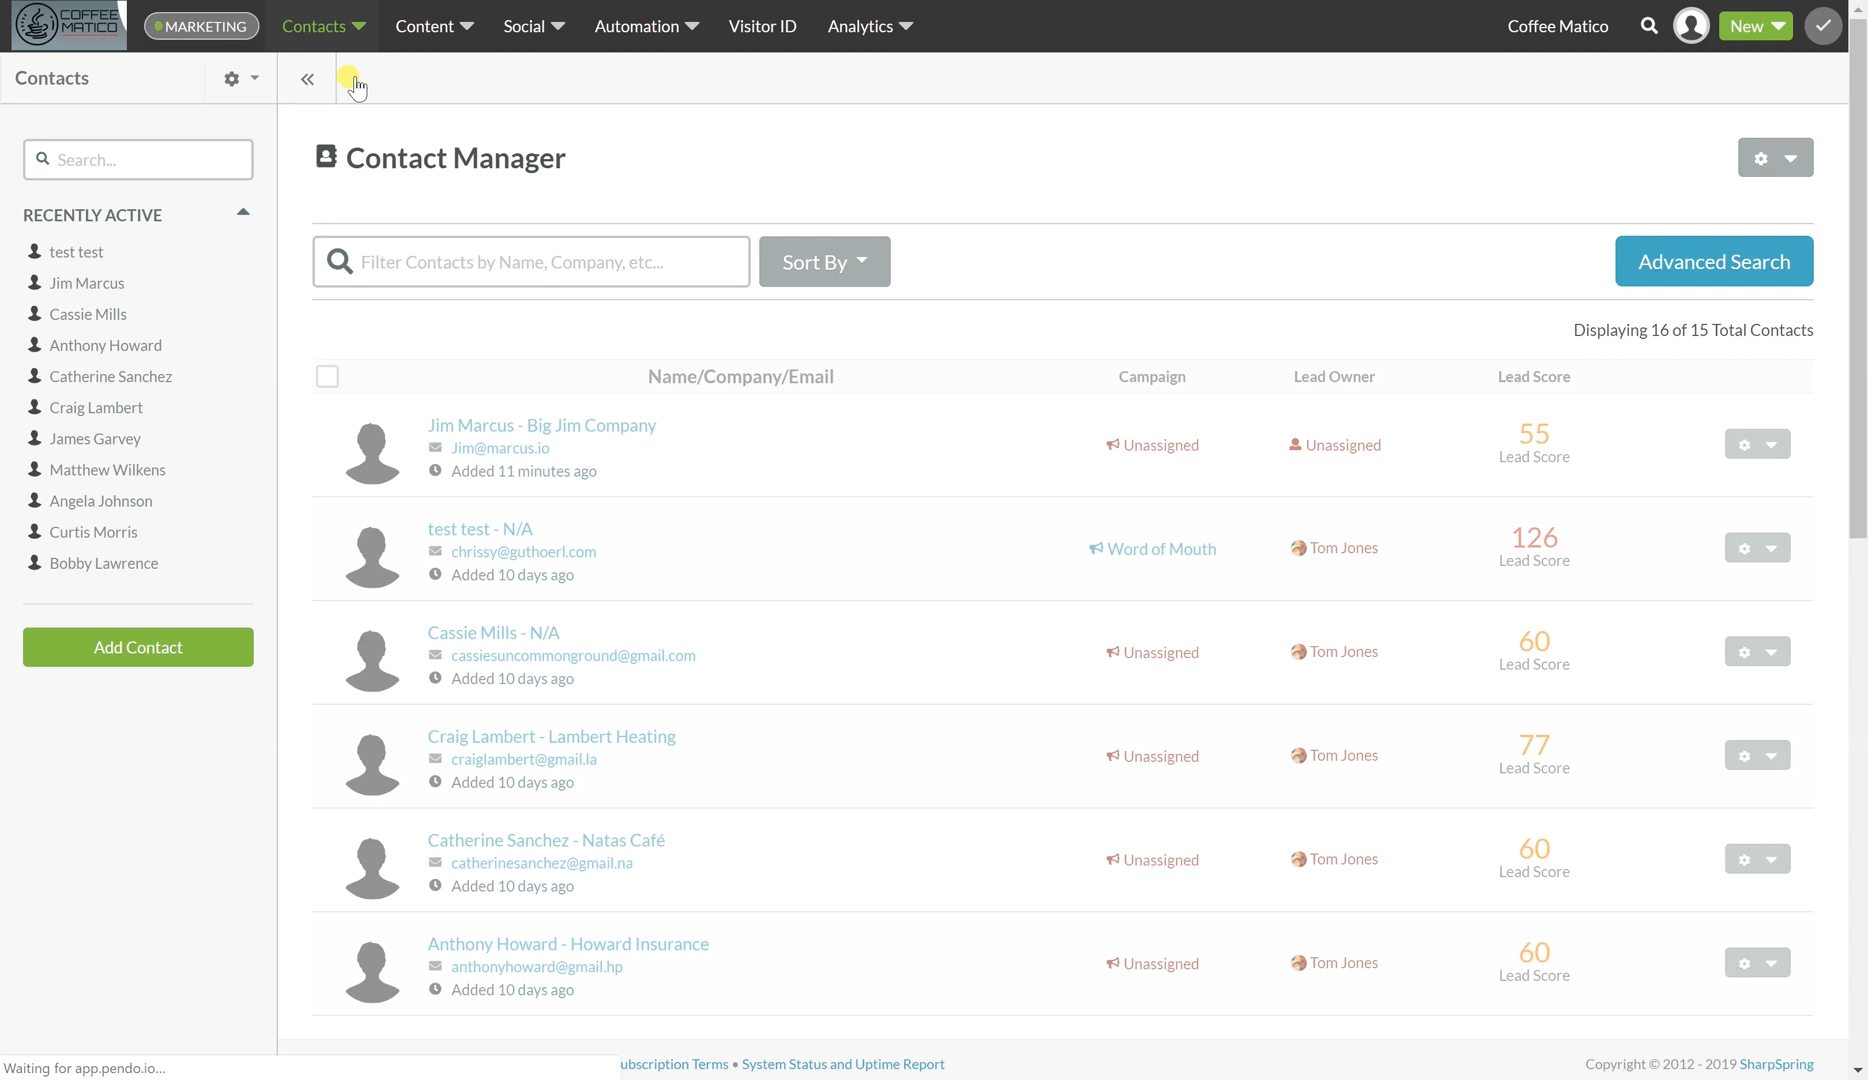 COFFEE
MATICO
MARKETING
Contacts
Content
Social
Automation
Visitor ID
Analytics
Coffee Matico
New
Contacts
Search...
RECENTLY ACTIVE
test test
Jim Marcus
Cassie Mills
Anthony Howard
Catherine Sanchez
Craig Lambert
James Garvey
Matthew Wilkens
Angela Johnson
Curtis Morris
Bobby Lawrence
Add Contact
Contact Manager
Filter Contacts by Name, Company, etc...
Sort By
Advanced Search
Displaying 16 of 15 Total Contacts
Name/Company/Email
Campaign
Lead Owner
Lead Score
Jim Marcus - Big Jim Company
Jim@marcus.io
Added 11 minutes ago
Unassigned
Unassigned
55
Lead Score
test test - N/A
chrissy@guthoerl.com
Added 10 days ago
Word of Mouth
Tom Jones
126
Lead Score
Cassie Mills - N/A
cassiesuncommonground@gmail.com
Added 10 days ago
Unassigned
Tom Jones
60
Lead Score
Craig Lambert - Lambert Heating
craiglambert@gmail.la
Added 10 days ago
Unassigned
Tom Jones
77
Lead Score
Catherine Sanchez - Natas Café
catherinesanchez@gmail.na
Added 10 days ago
Unassigned
Tom Jones
60
Lead Score
Anthony Howard - Howard Insurance
anthonyhoward@gmail.hp
Added 10 days ago
Unassigned
Tom Jones
60
Lead Score
Waiting for app.pendo.io...
ubscription Terms • System Status and Uptime Report
Copyright © 2012 - 2019 SharpSpring